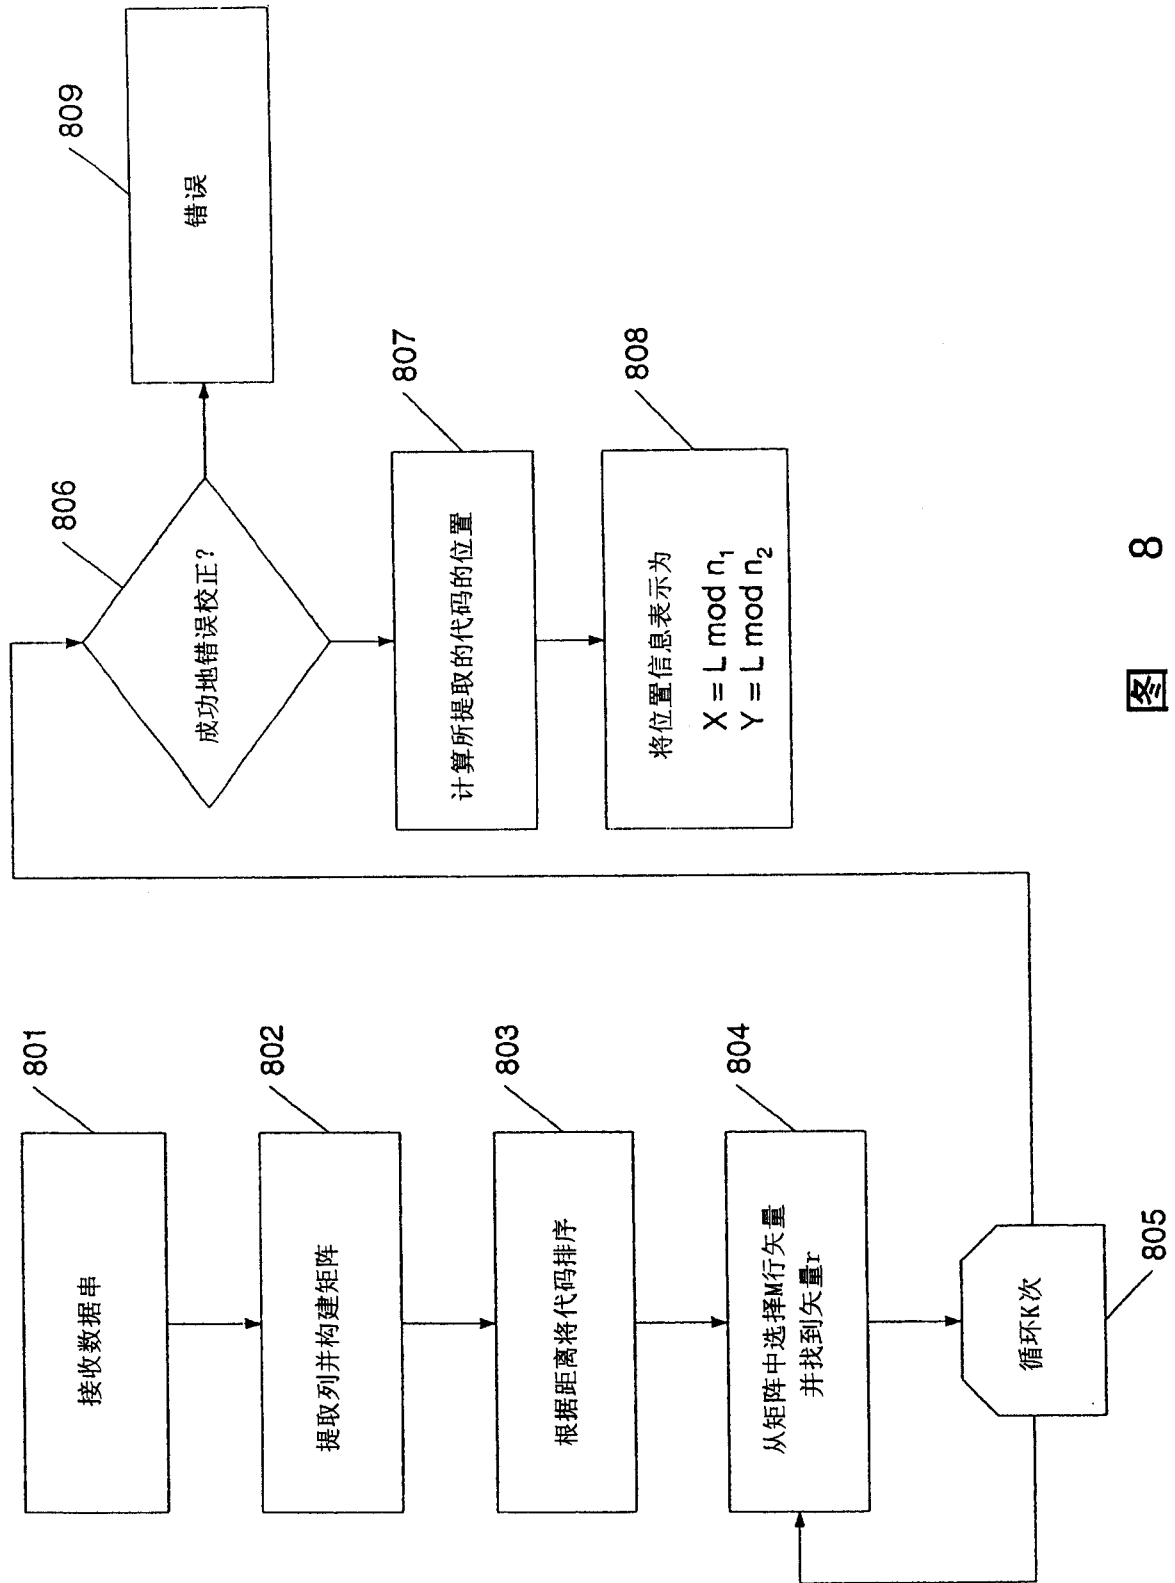 801
接收数据串
802
提取列并构建矩阵
803
根据距离将代码排序
804
从矩阵中选择M行矢量
并找到矢量r
循环K次
805
806
成功地错误校正?
809
错误
807
计算所提取的代码的位置
808
将位置信息表示为
X = L mod n₁
Y = L mod n₂
图 8